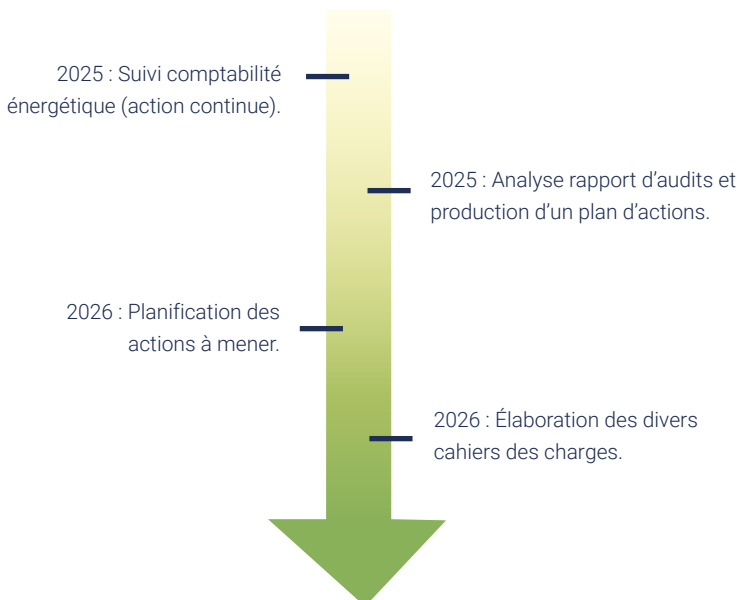 2025 : Suivi comptabilité
énergétique (action continue).
2025 : Analyse rapport d’audits et
production d’un plan d’actions.
2026 : Planification des
actions à mener.
2026 : Élaboration des divers
cahiers des charges.